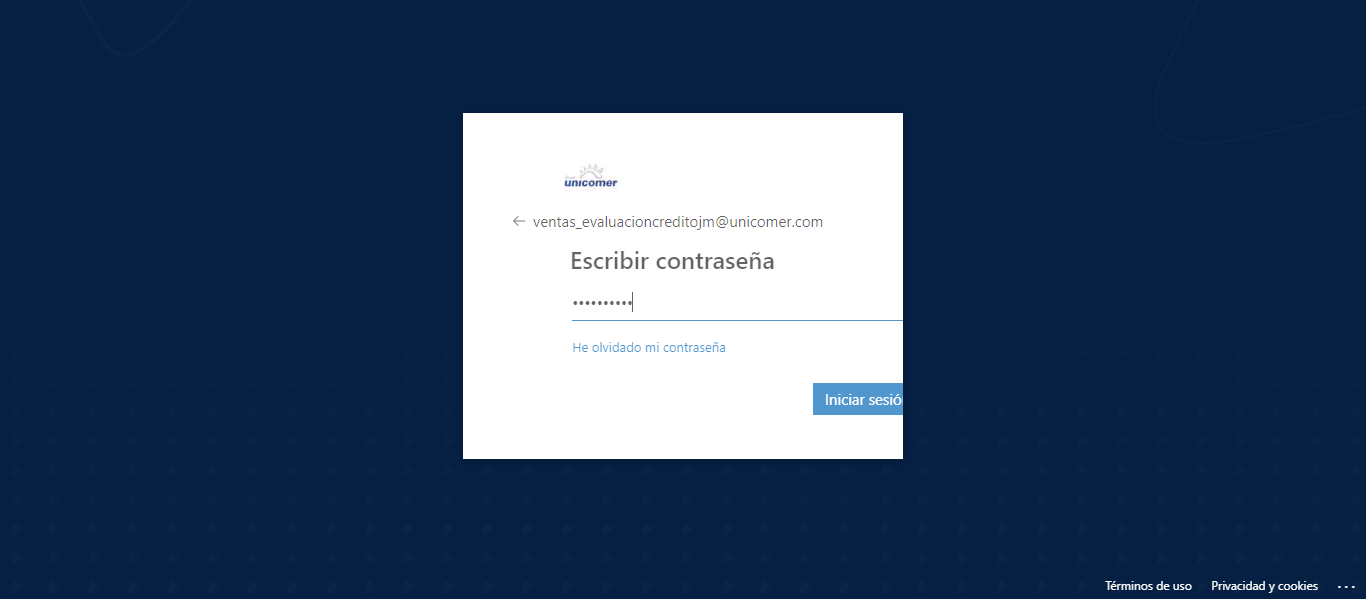 unicomer
ventas_evaluacioncreditojm@unicomer.com
Escribir contraseña
••••••••••
He olvidado mi contraseña
Iniciar sesió
Términos de uso Privacidad y cookies ...